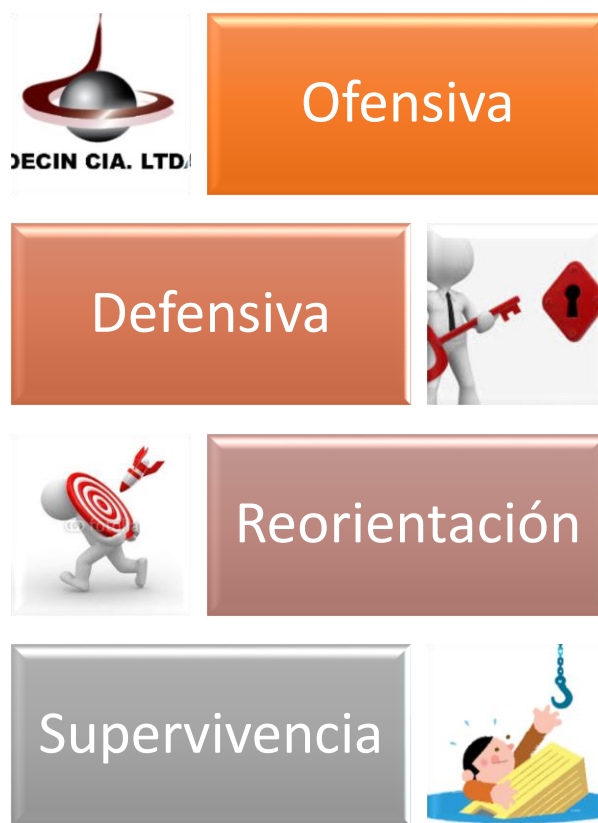 DECIN CIA. LTDA
Ofensiva
Defensiva
Reorientación
Supervivencia